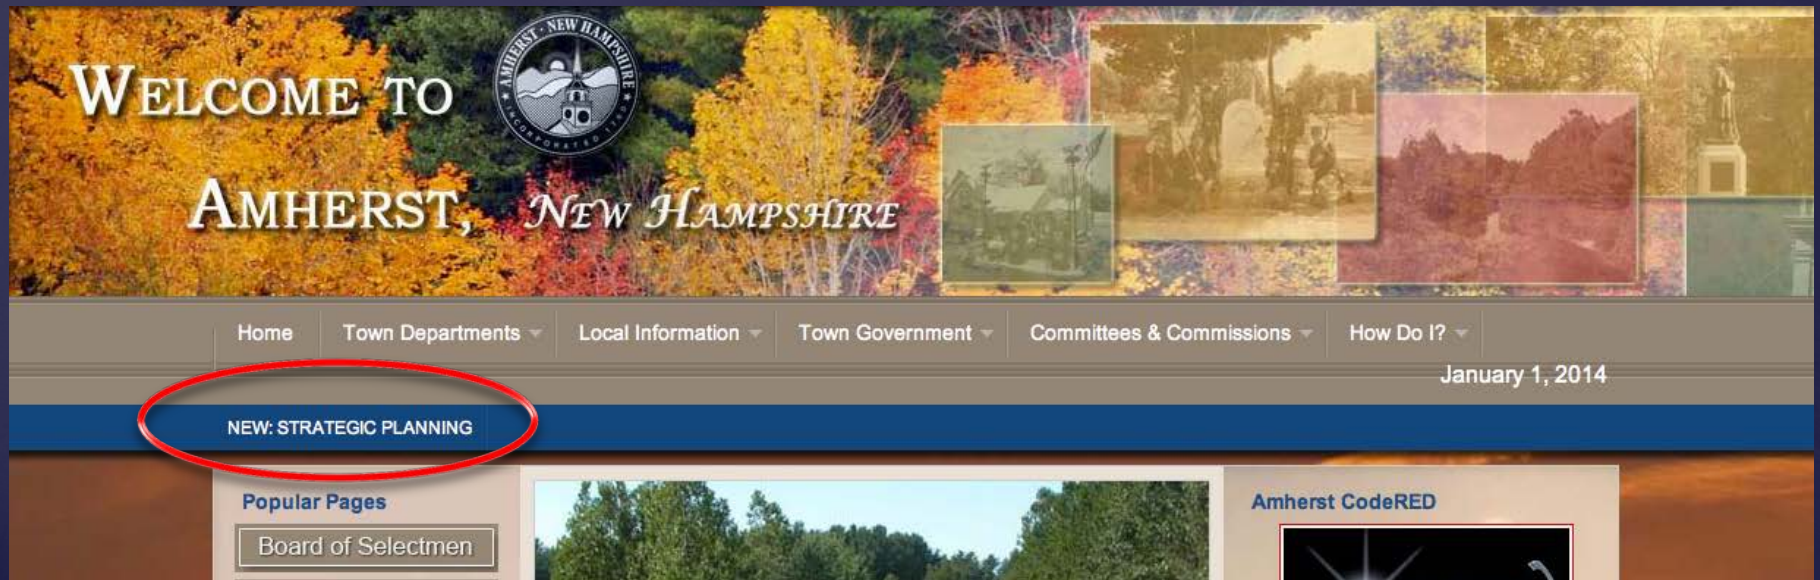 WELCOME TO
AMHERST · NEW HAMPSHIRE
INCORPORATED 1760
AMHERST, NEW HAMPSHIRE
Home Town Departments Local Information Town Government Committees & Commissions How Do I?
January 1, 2014
NEW: STRATEGIC PLANNING
Popular Pages
Amherst CodeRED
Board of Selectmen